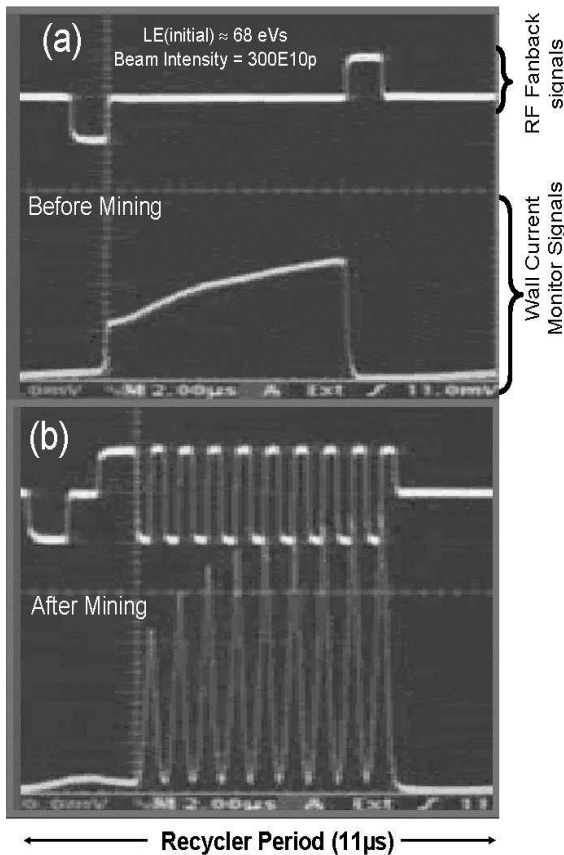 (a)
LE(initial) ≈ 68 eVs
Beam Intensity = 300E10p
RF Fanback
signals
Before Mining
Wall Current
Monitor Signals
M 2.00µs A Ext 11.0mV
(b)
After Mining
M 2.00µs A Ext
Recycler Period (11µs)